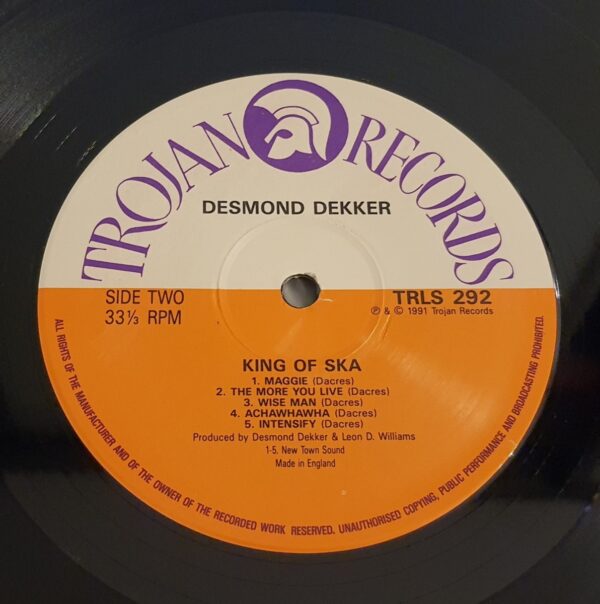 TROJAN RECORDS
DESMOND DEKKER
SIDE TWO
33⅓ RPM
TRLS 292
℗ & © 1991 Trojan Records
KING OF SKA
1. MAGGIE (Dacres)
2. THE MORE YOU LIVE (Dacres)
3. WISE MAN (Dacres)
4. ACHAWHAWHA (Dacres)
5. INTENSIFY (Dacres)
Produced by Desmond Dekker & Leon D. Williams
1-5, New Town Sound
Made in England
ALL RIGHTS OF THE MANUFACTURER AND OF THE OWNER OF THE RECORDED WORK RESERVED. UNAUTHORISED COPYING, PUBLIC PERFORMANCE AND BROADCASTING PROHIBITED.